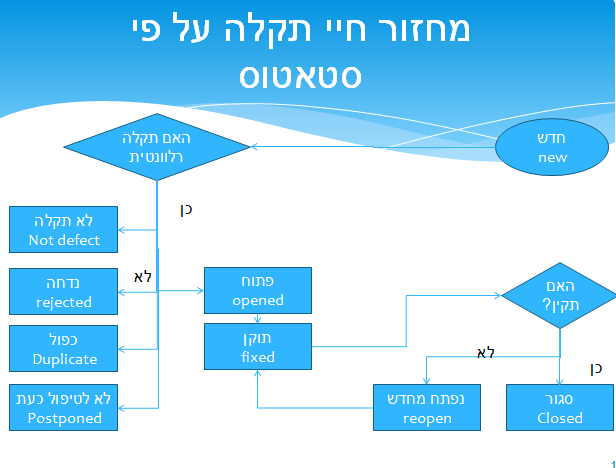 מחזור חיי תקלה על פי
סטאטוס
חדש
new
האם תקלה
רלוונטית
כן
לא תקלה
Not defect
לא
נדחה
rejected
פתוח
opened
האם
תקין?
כפול
Duplicate
תוקן
fixed
לא
כן
לא לטיפול כעת
Postponed
נפתח מחדש
reopen
סגור
Closed